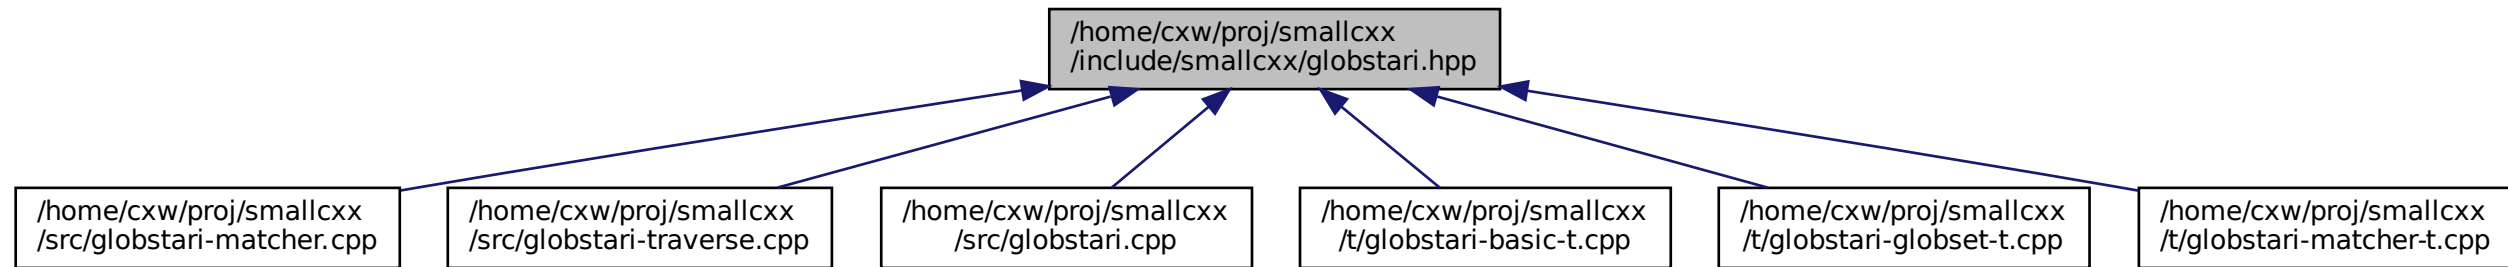 /home/cxw/proj/smallcxx
/include/smallcxx/globstari.hpp
/home/cxw/proj/smallcxx
/src/globstari-matcher.cpp
/home/cxw/proj/smallcxx
/src/globstari-traverse.cpp
/home/cxw/proj/smallcxx
/src/globstari.cpp
/home/cxw/proj/smallcxx
/t/globstari-basic-t.cpp
/home/cxw/proj/smallcxx
/t/globstari-globset-t.cpp
/home/cxw/proj/smallcxx
/t/globstari-matcher-t.cpp